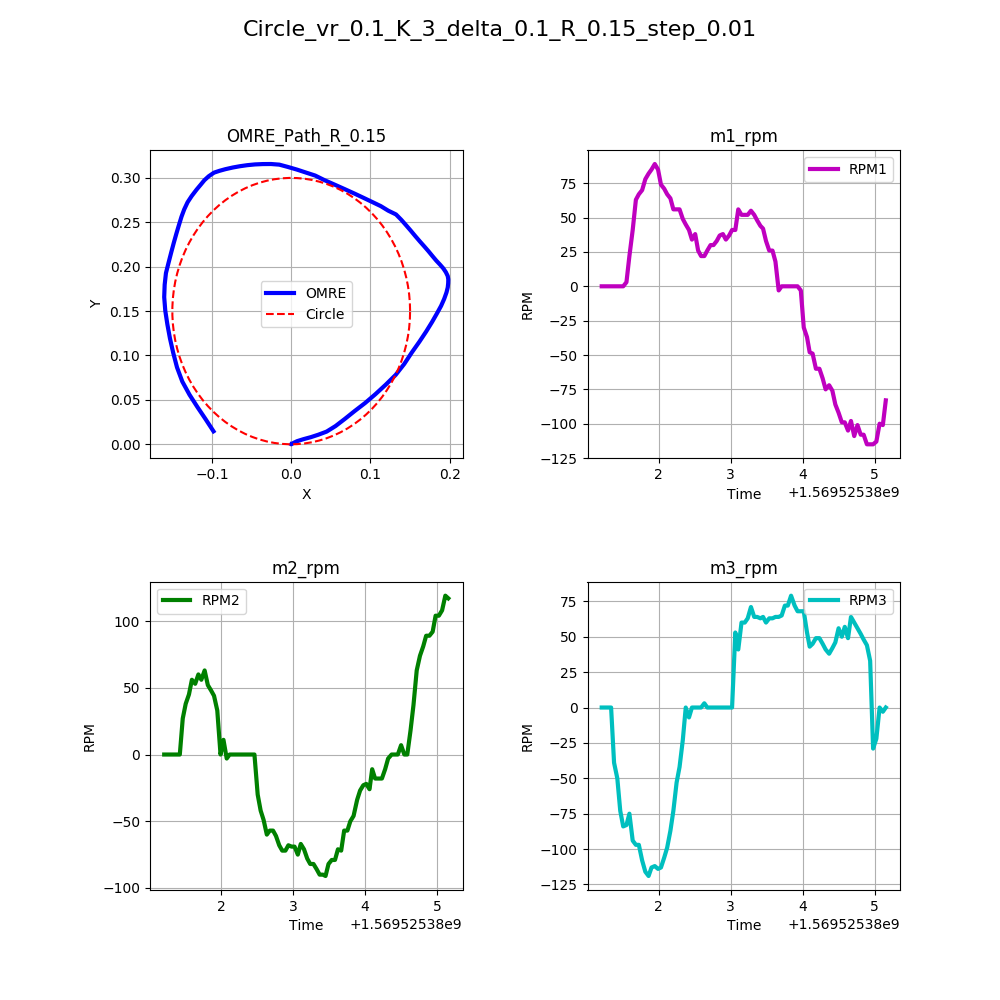 Circle_vr_0.1_K_3_delta_0.1_R_0.15_step_0.01
OMRE_Path_R_0.15
Y
0.30
0.25
0.20
0.15
0.10
0.05
0.00
OMRE
Circle
−0.1
0.0
0.1
0.2
X
m1_rpm
RPM
75
50
25
0
−25
−50
−75
−100
−125
RPM1
2
3
4
5
Time
+1.56952538e9
m2_rpm
RPM
100
50
0
−50
−100
RPM2
2
3
4
5
Time
+1.56952538e9
m3_rpm
RPM
75
50
25
0
−25
−50
−75
−100
−125
RPM3
2
3
4
5
Time
+1.56952538e9